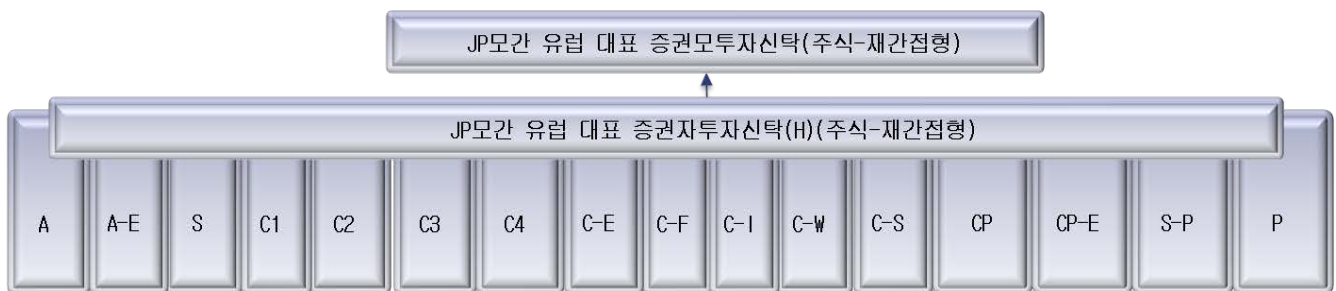 JP모간 유럽 대표 증권모투자신탁(주식-재간접형)
JP모간 유럽 대표 증권자투자신탁(H)(주식-재간접형)
A A-E S C1 C2 C3 C4 C-E C-F C-I C-W C-S CP CP-E S-P P